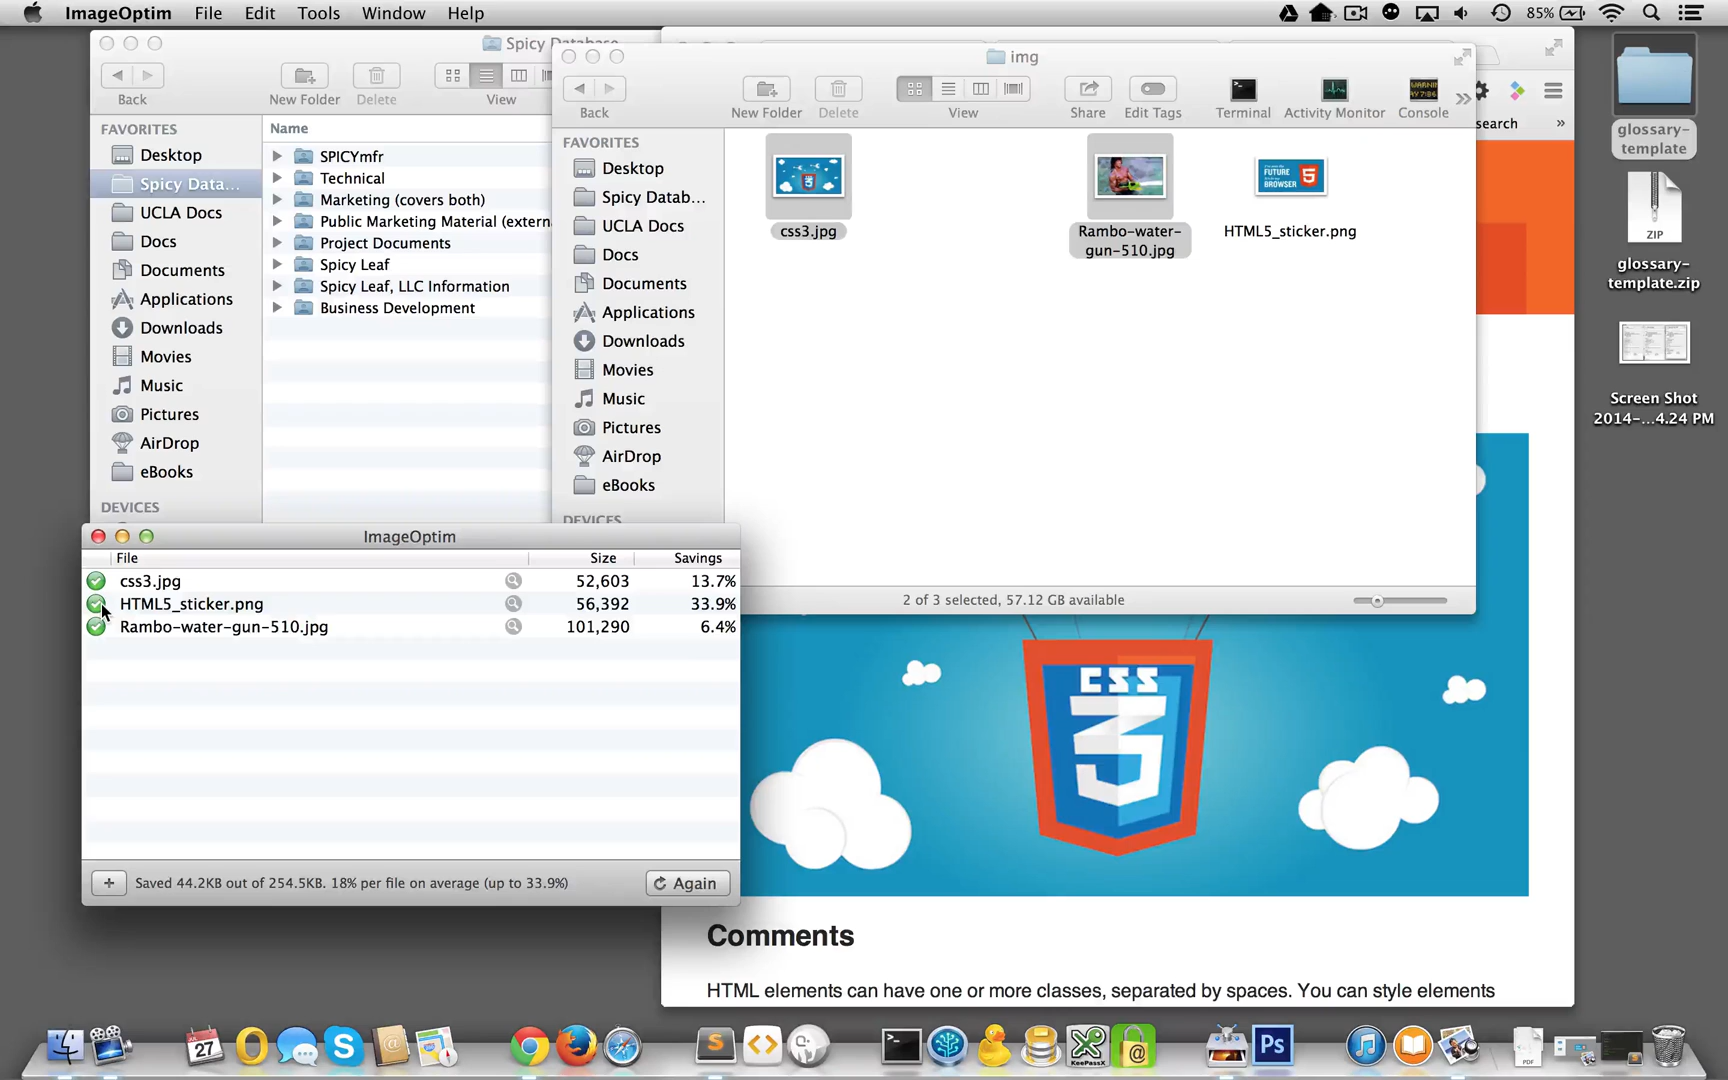 ImageOptim File Edit Tools Window Help
85%
Spicy Database
Back
New Folder
Delete
View
FAVORITES
Desktop
Spicy Data...
UCLA Docs
Docs
Documents
Applications
Downloads
Movies
Music
Pictures
AirDrop
eBooks
DEVICES
Name
SPICYmfr
Technical
Marketing (covers both)
Public Marketing Material (extern
Project Documents
Spicy Leaf
Spicy Leaf, LLC Information
Business Development
img
Back
New Folder
Delete
View
Share
Edit Tags
Terminal
Activity Monitor
Console
FAVORITES
Desktop
Spicy Datab...
UCLA Docs
Docs
Documents
Applications
Downloads
Movies
Music
Pictures
AirDrop
eBooks
DEVICES
css3.jpg
Rambo-water-
gun-510.jpg
HTML5_sticker.png
2 of 3 selected, 57.12 GB available
search
glossary-
template
ZIP
glossary-
template.zip
Screen Shot
2014-...4.24 PM
ImageOptim
File Size Savings
css3.jpg 52,603 13.7%
HTML5_sticker.png 56,392 33.9%
Rambo-water-gun-510.jpg 101,290 6.4%
Saved 44.2KB out of 254.5KB. 18% per file on average (up to 33.9%)
Again
CSS
3
Comments
HTML elements can have one or more classes, separated by spaces. You can style elements
JUL
27
KeePassX
Ps
PDF